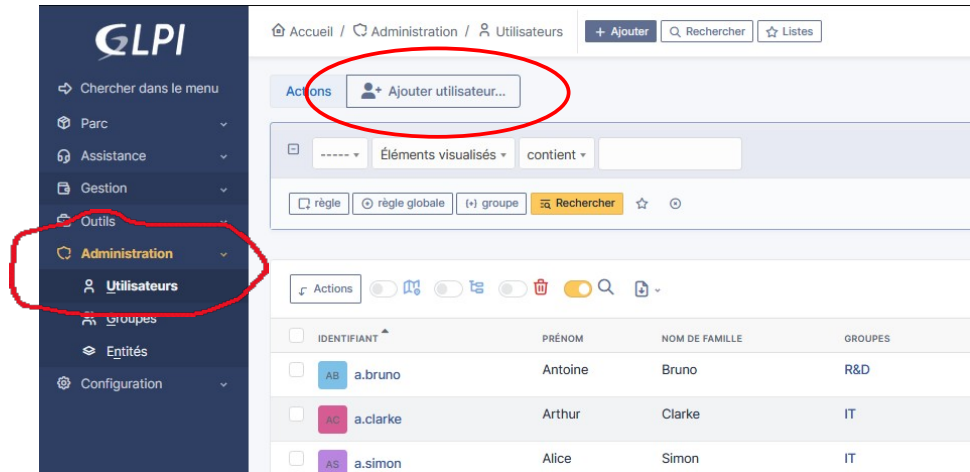 GLPI
Accueil / Administration / Utilisateurs
+ Ajouter
Rechercher
Listes
Chercher dans le menu
Actions
Ajouter utilisateur...
Parc
Assistance
----- Éléments visualisés contient
Gestion
règle
règle globale
(+) groupe
Rechercher
Outils
Administration
Utilisateurs
Actions
Groupes
Entités
Configuration
IDENTIFIANT PRÉNOM NOM DE FAMILLE GROUPES
AB a.bruno Antoine Bruno R&D
AC a.clarke Arthur Clarke IT
AS a.simon Alice Simon IT